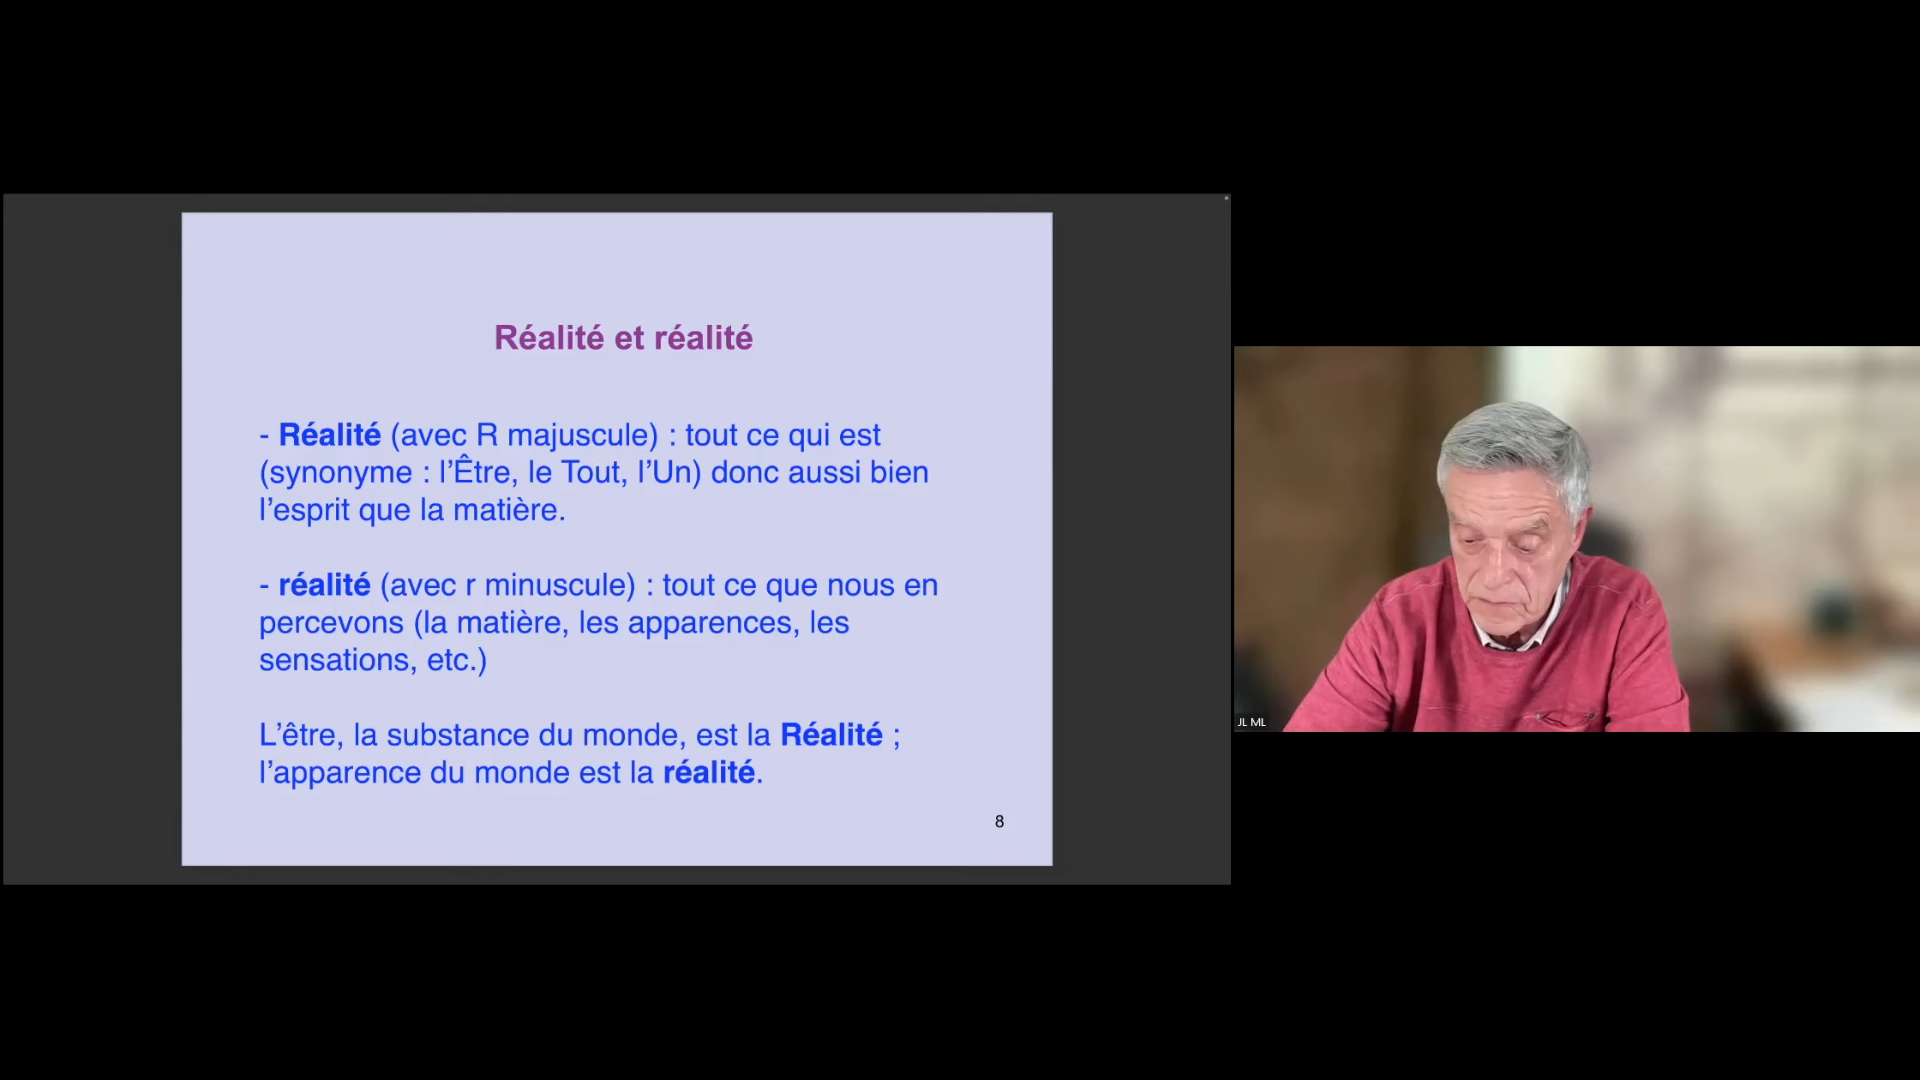 Réalité et réalité
- Réalité (avec R majuscule) : tout ce qui est
(synonyme : l’Être, le Tout, l’Un) donc aussi bien
l’esprit que la matière.
- réalité (avec r minuscule) : tout ce que nous en
percevons (la matière, les apparences, les
sensations, etc.)
L’être, la substance du monde, est la Réalité ;
l’apparence du monde est la réalité.
8
JL ML